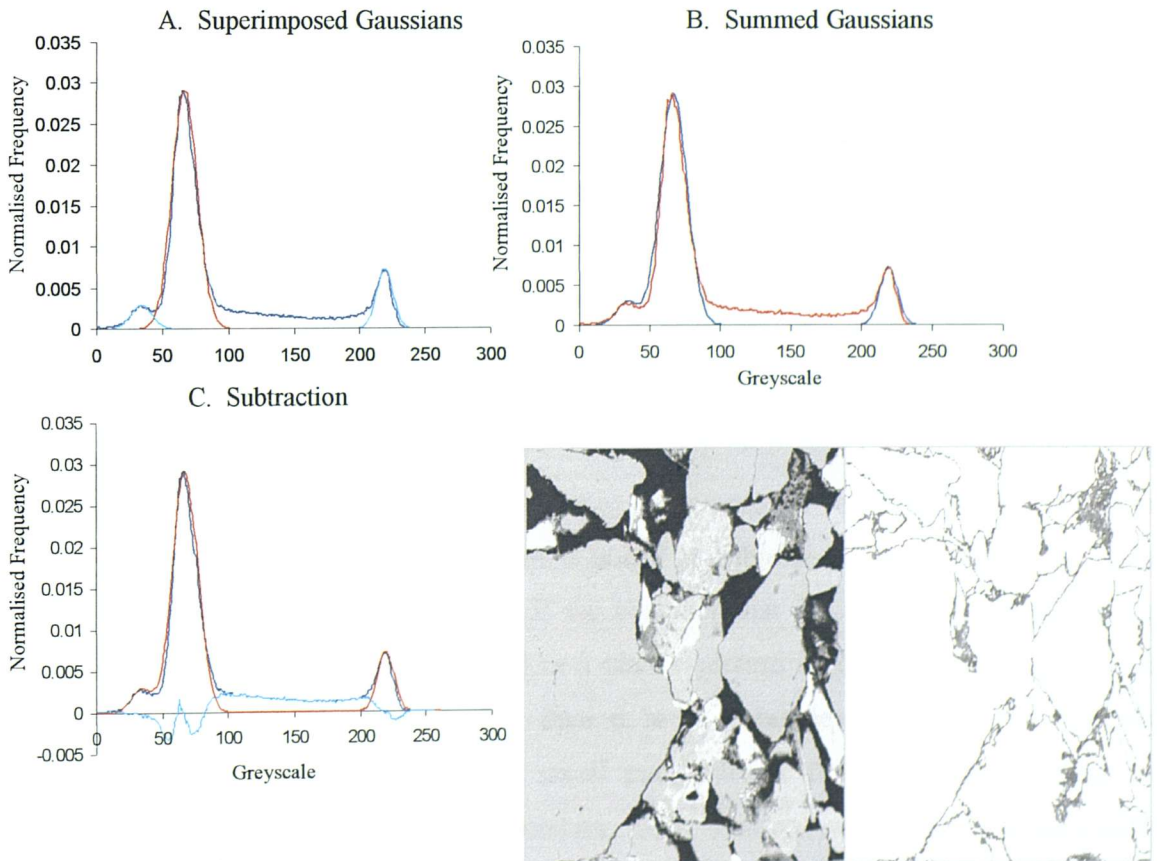 A. Superimposed Gaussians
0.035
0.03
0.025
0.02
0.015
0.01
0.005
0
Normalised Frequency
0 50 100 150 200 250 300
B. Summed Gaussians
0.035
0.03
0.025
0.02
0.015
0.01
0.005
0
Normalised Frequency
0 50 100 150 200 250 300
Greyscale
C. Subtraction
0.035
0.03
0.025
0.02
0.015
0.01
0.005
0
-0.005
Normalised Frequency
0 50 100 150 200 250 300
Greyscale